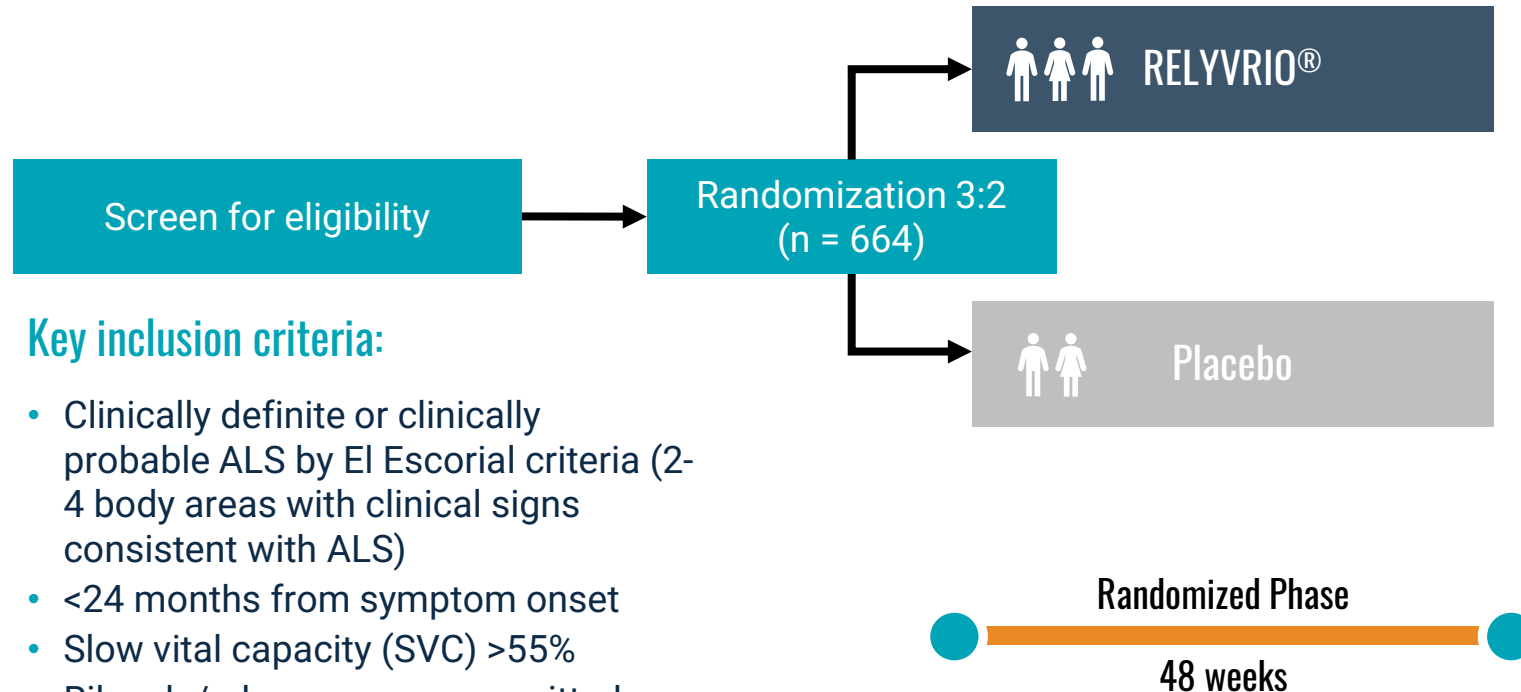 RELYVRIO®
Screen for eligibility
Randomization 3:2
(n = 664)
Placebo
Key inclusion criteria:
• Clinically definite or clinically
probable ALS by El Escorial criteria (2-
4 body areas with clinical signs
consistent with ALS)
• <24 months from symptom onset
• Slow vital capacity (SVC) >55%
Randomized Phase
48 weeks